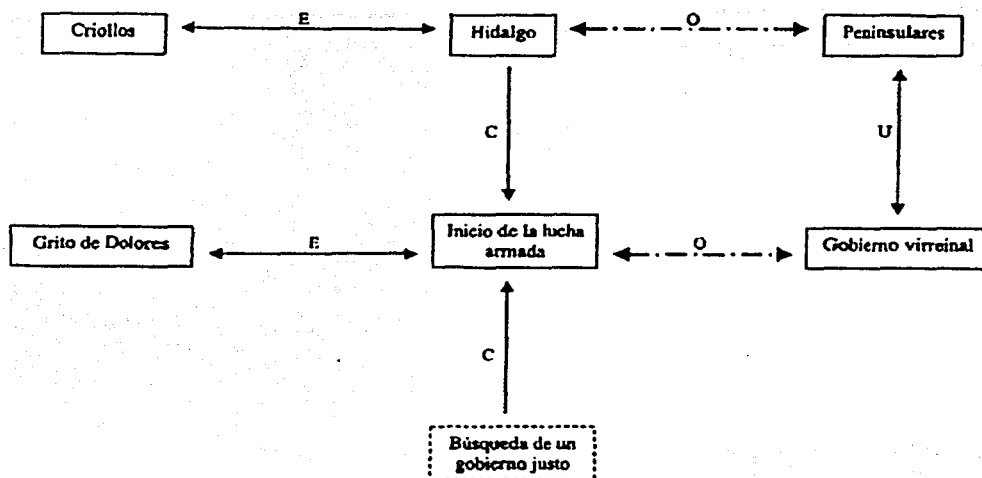 Criollos
E
Hidalgo
O
Peninsulares
C
U
Grito de Dolores
E
Inicio de la lucha
armada
O
Gobierno virreinal
C
Búsqueda de un
gobierno justo